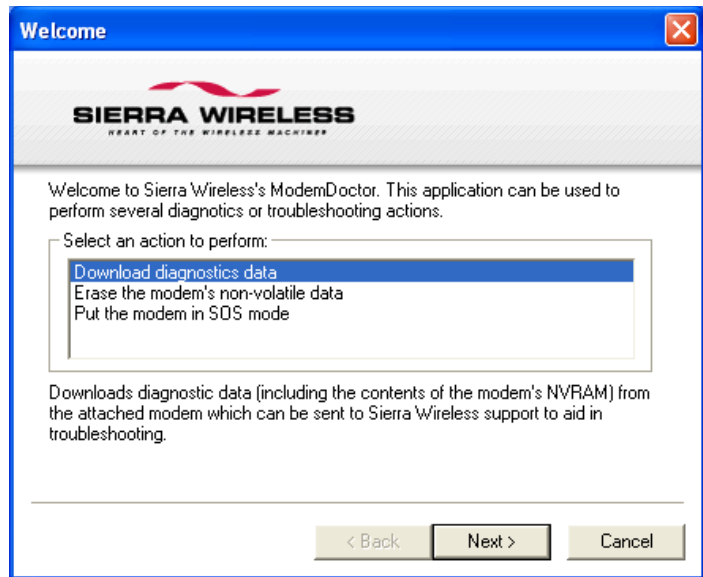 Welcome
SIERRA WIRELESS
HEART OF THE WIRELESS MACHINE®
Welcome to Sierra Wireless's ModemDoctor. This application can be used to
perform several diagnotics or troubleshooting actions.
Select an action to perform:
Download diagnostics data
Erase the modem's non-volatile data
Put the modem in SOS mode
Downloads diagnostic data (including the contents of the modem's NVRAM) from
the attached modem which can be sent to Sierra Wireless support to aid in
troubleshooting.
< Back
Next >
Cancel